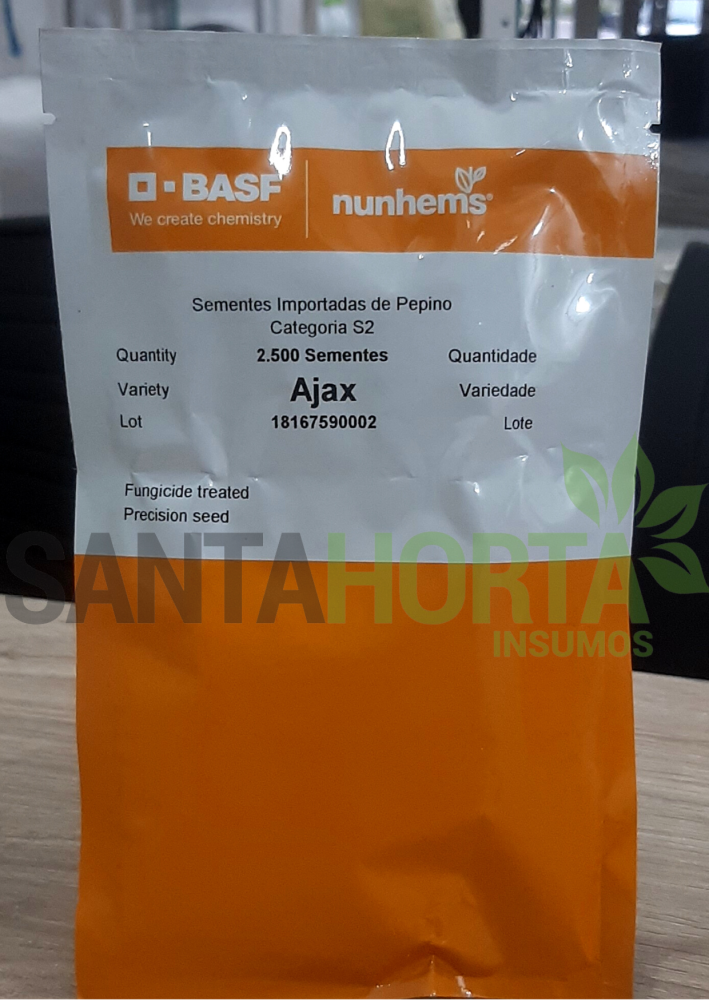 BASF
We create chemistry
nunhems®
Sementes Importadas de Pepino
Categoria S2
Quantity 2.500 Sementes Quantidade
Variety Ajax Variedade
Lot 18167590002 Lote
Fungicide treated
Precision seed
SANTAHORTA
INSUMOS